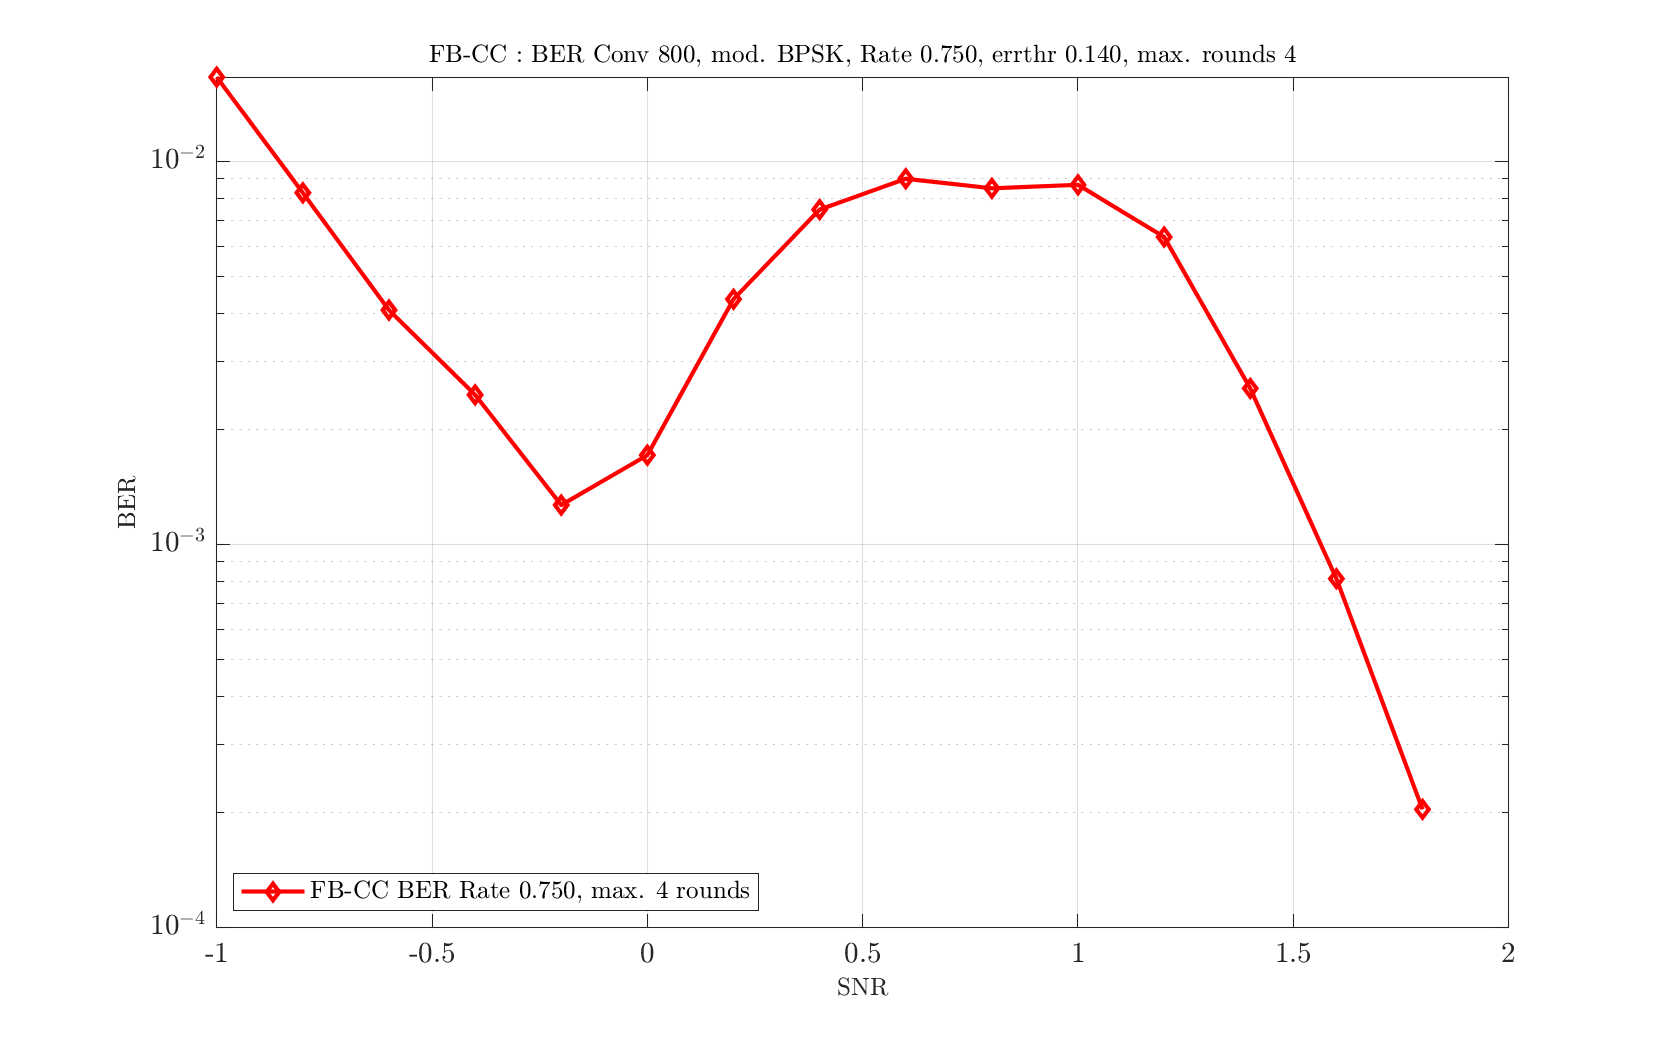 FB-CC : BER Conv 800, mod. BPSK, Rate 0.750, errthr 0.140, max. rounds 4
10⁻²
10⁻³
10⁻⁴
BER
FB-CC BER Rate 0.750, max. 4 rounds
-1 -0.5 0 0.5 1 1.5 2
SNR